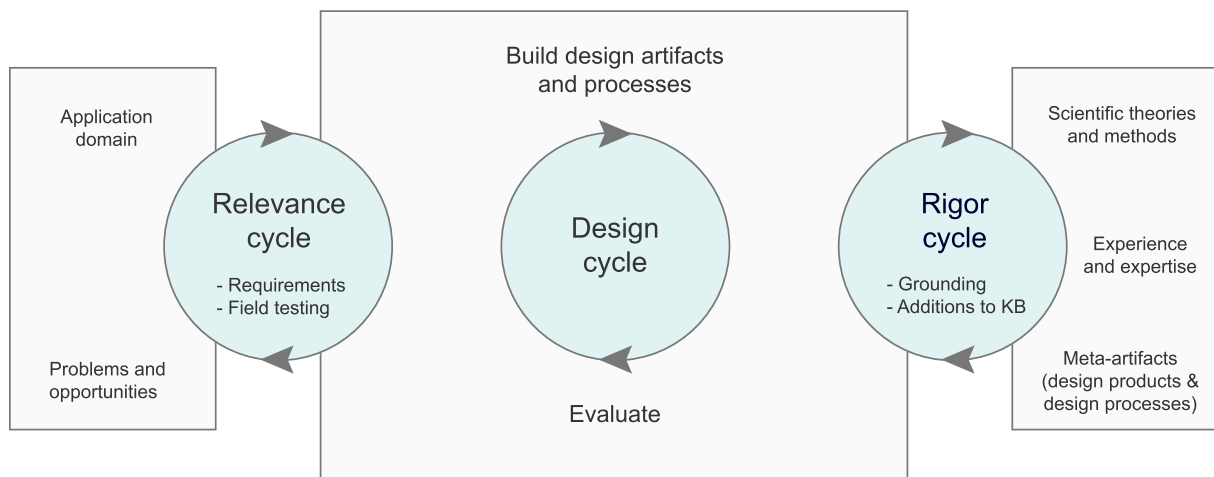 Build design artifacts
and processes
Application
domain
Problems and
opportunities
Relevance
cycle
- Requirements
- Field testing
Design
cycle
Evaluate
Rigor
cycle
- Grounding
- Additions to KB
Scientific theories
and methods
Experience
and expertise
Meta-artifacts
(design products &
design processes)